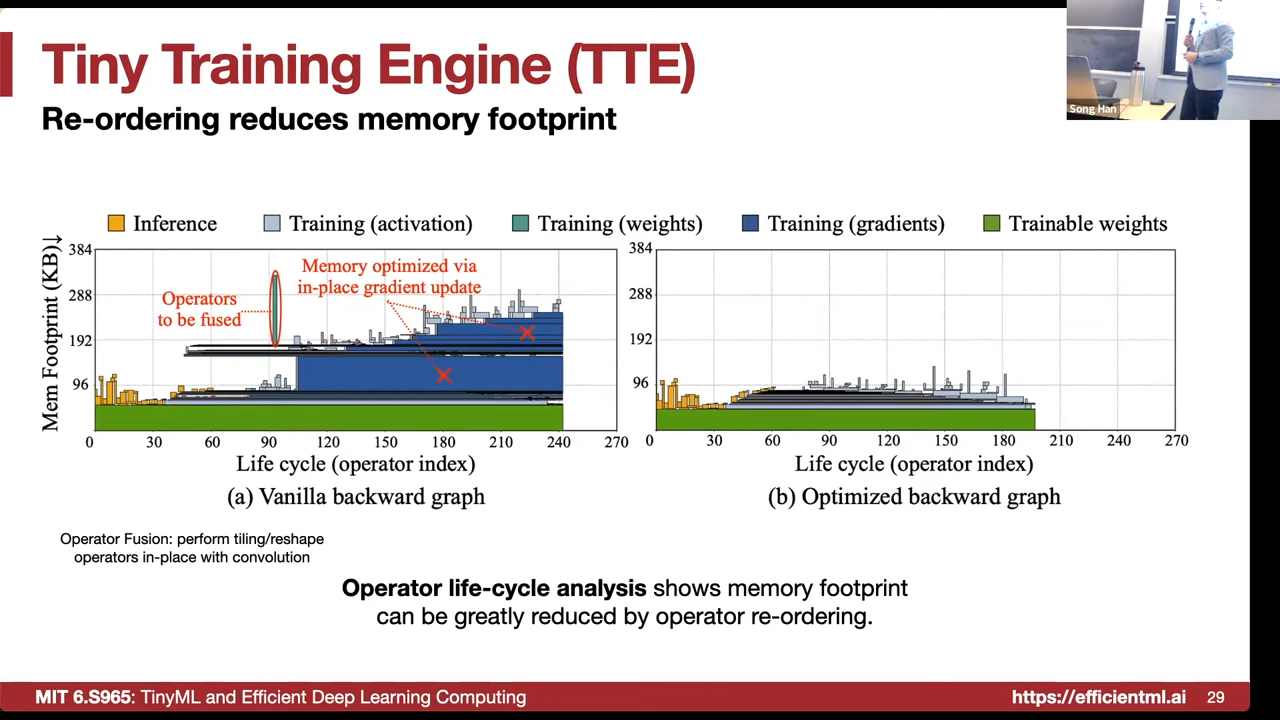 Tiny Training Engine (TTE)
Re-ordering reduces memory footprint
Song Han
Inference
Training (activation)
Training (weights)
Training (gradients)
Trainable weights
Mem Footprint (KB)↓
384
288
192
96
Operators
to be fused
Memory optimized via
in-place gradient update
0 30 60 90 120 150 180 210 240 270
Life cycle (operator index)
(a) Vanilla backward graph
384
288
192
96
0 30 60 90 120 150 180 210 240 270
Life cycle (operator index)
(b) Optimized backward graph
Operator Fusion: perform tiling/reshape
operators in-place with convolution
Operator life-cycle analysis shows memory footprint
can be greatly reduced by operator re-ordering.
MIT 6.S965: TinyML and Efficient Deep Learning Computing
https://efficientml.ai 29